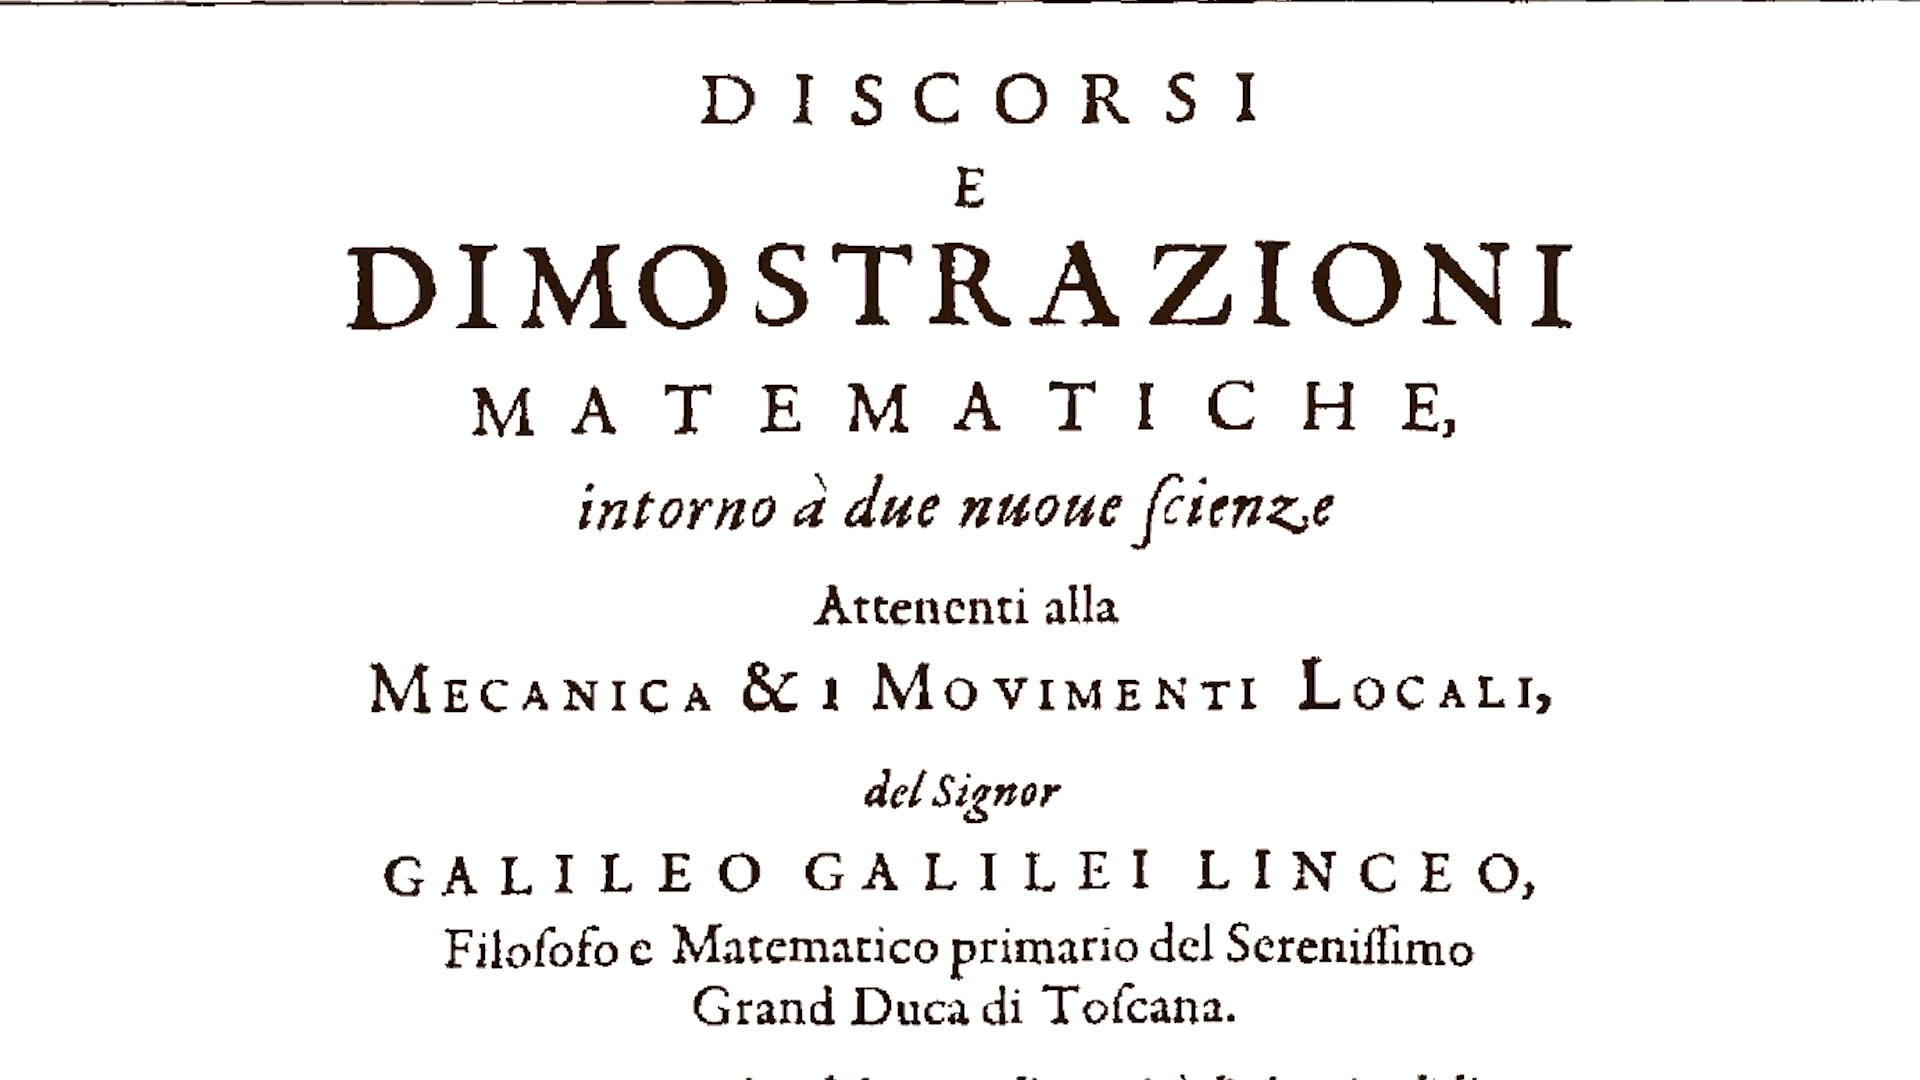 DISCORSI
E
DIMOSTRAZIONI
MATEMATICHE,
intorno à due nuoue ſcienze
Attenenti alla
MECANICA & i MOVIMENTI LOCALI,
del Signor
GALILEO GALILEI LINCEO,
Filoſofo e Matematico primario del Sereniſſimo
Grand Duca di Toſcana.